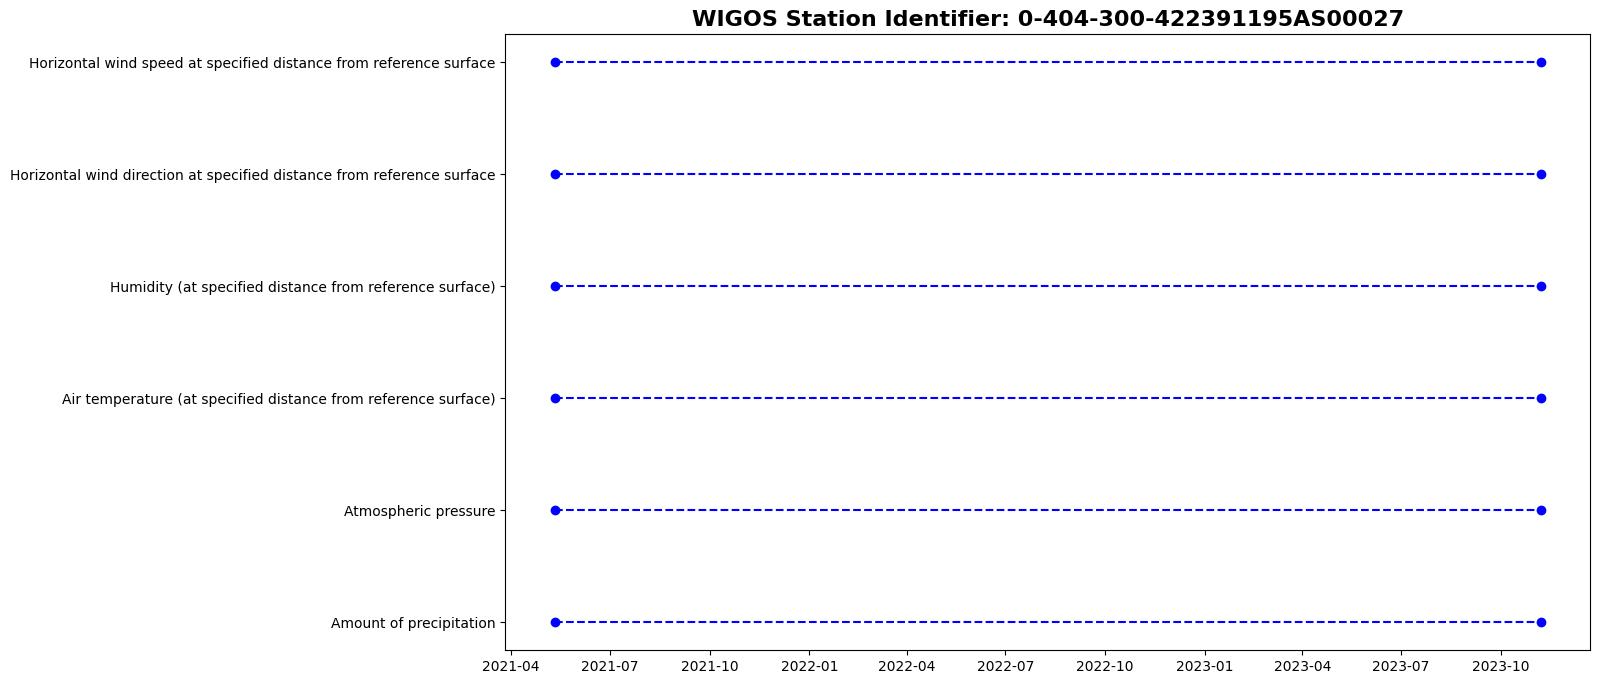 WIGOS Station Identifier: 0-404-300-422391195AS00027
Horizontal wind speed at specified distance from reference surface
Horizontal wind direction at specified distance from reference surface
Humidity (at specified distance from reference surface)
Air temperature (at specified distance from reference surface)
Atmospheric pressure
Amount of precipitation
2021-04 2021-07 2021-10 2022-01 2022-04 2022-07 2022-10 2023-01 2023-04 2023-07 2023-10